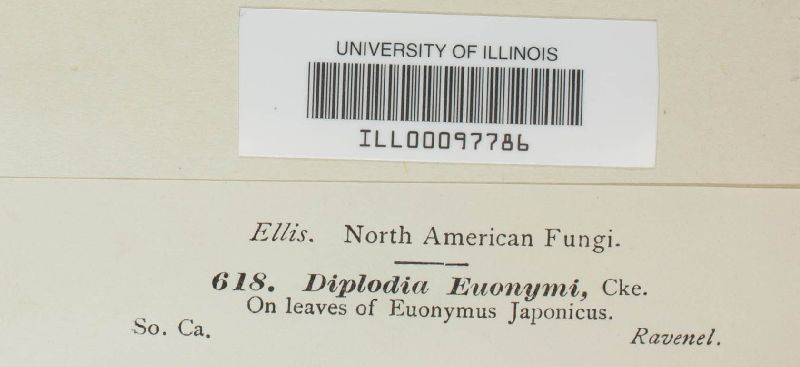 UNIVERSITY OF ILLINOIS
ILL00097786
Ellis. North American Fungi.
618. Diplodia Euonymi, Cke.
On leaves of Euonymus Japonicus.
So. Ca. Ravenel.